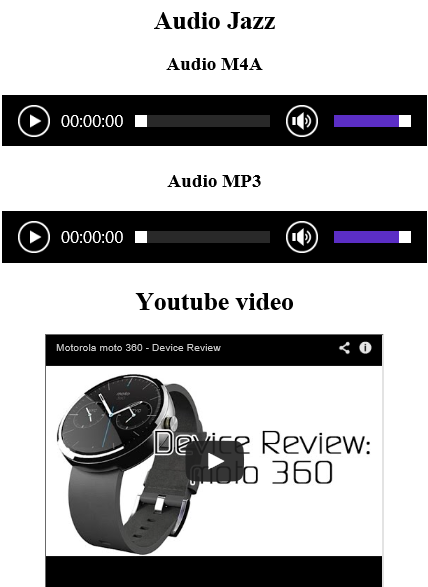 Audio Jazz
Audio M4A
00:00:00
Audio MP3
00:00:00
Youtube video
Motorola moto 360 - Device Review
Device Review:
moto 360